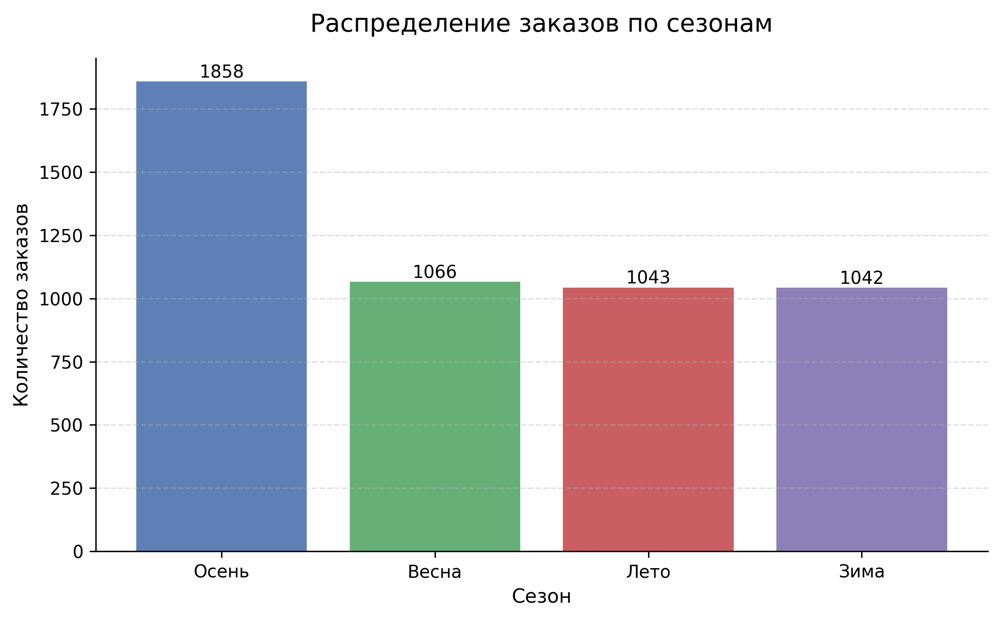 Распределение заказов по сезонам
1858
1066
1043
1042
1750
1500
1250
1000
750
500
250
0
Количество заказов
Осень
Весна
Лето
Зима
Сезон